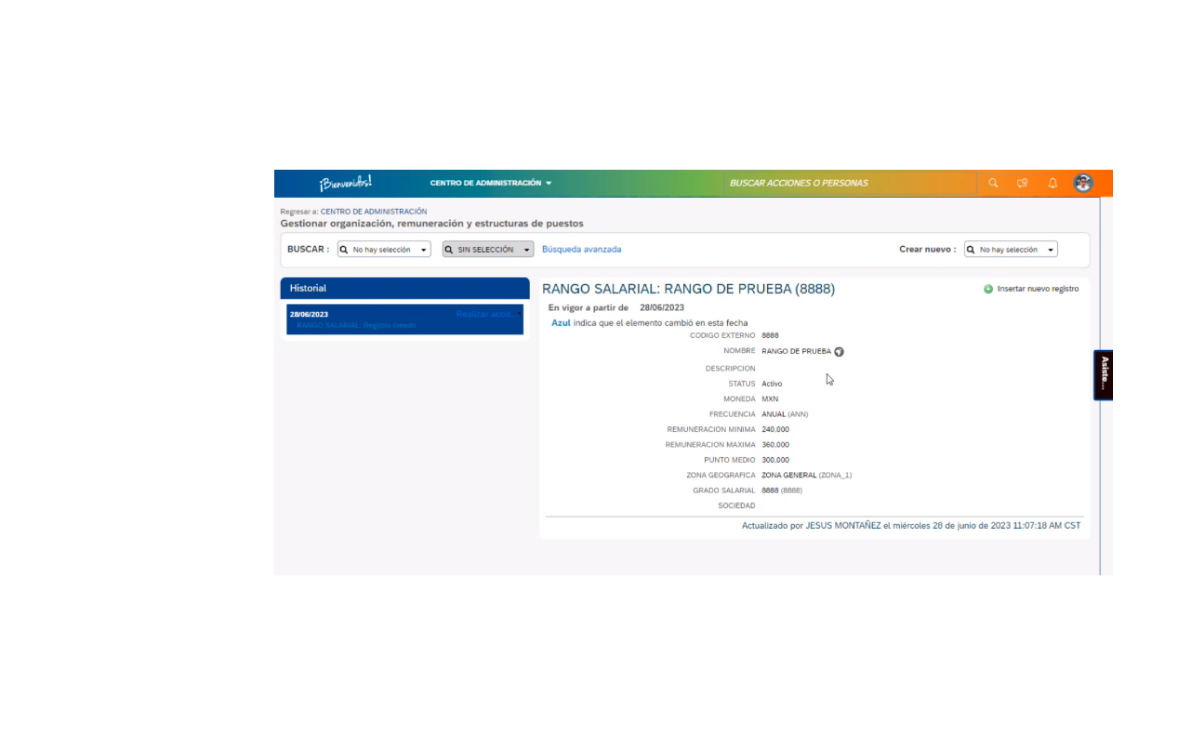 ¡Bienvenidos!
CENTRO DE ADMINISTRACIÓN
BUSCAR ACCIONES O PERSONAS
Regresar a: CENTRO DE ADMINISTRACIÓN
Gestionar organización, remuneración y estructuras de puestos
BUSCAR : No hay selección SIN SELECCIÓN Búsqueda avanzada Crear nuevo : No hay selección
Historial
28/06/2023 Realizar acció...
RANGO SALARIAL: Registro creado
RANGO SALARIAL: RANGO DE PRUEBA (8888) Insertar nuevo registro
En vigor a partir de 28/06/2023
Azul indica que el elemento cambió en esta fecha
CODIGO EXTERNO 8888
NOMBRE RANGO DE PRUEBA
DESCRIPCION
STATUS Activo
MONEDA MXN
FRECUENCIA ANUAL (ANN)
REMUNERACION MINIMA 240,000
REMUNERACION MAXIMA 360,000
PUNTO MEDIO 300,000
ZONA GEOGRAFICA ZONA GENERAL (ZONA_1)
GRADO SALARIAL 8888 (8888)
SOCIEDAD
Actualizado por JESUS MONTAÑEZ el miércoles 28 de junio de 2023 11:07:18 AM CST
Asiste...